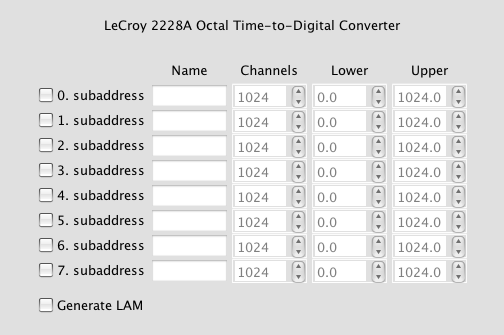 LeCroy 2228A Octal Time-to-Digital Converter
Name Channels Lower Upper
0. subaddress 1024 0.0 1024.0
1. subaddress 1024 0.0 1024.0
2. subaddress 1024 0.0 1024.0
3. subaddress 1024 0.0 1024.0
4. subaddress 1024 0.0 1024.0
5. subaddress 1024 0.0 1024.0
6. subaddress 1024 0.0 1024.0
7. subaddress 1024 0.0 1024.0
Generate LAM